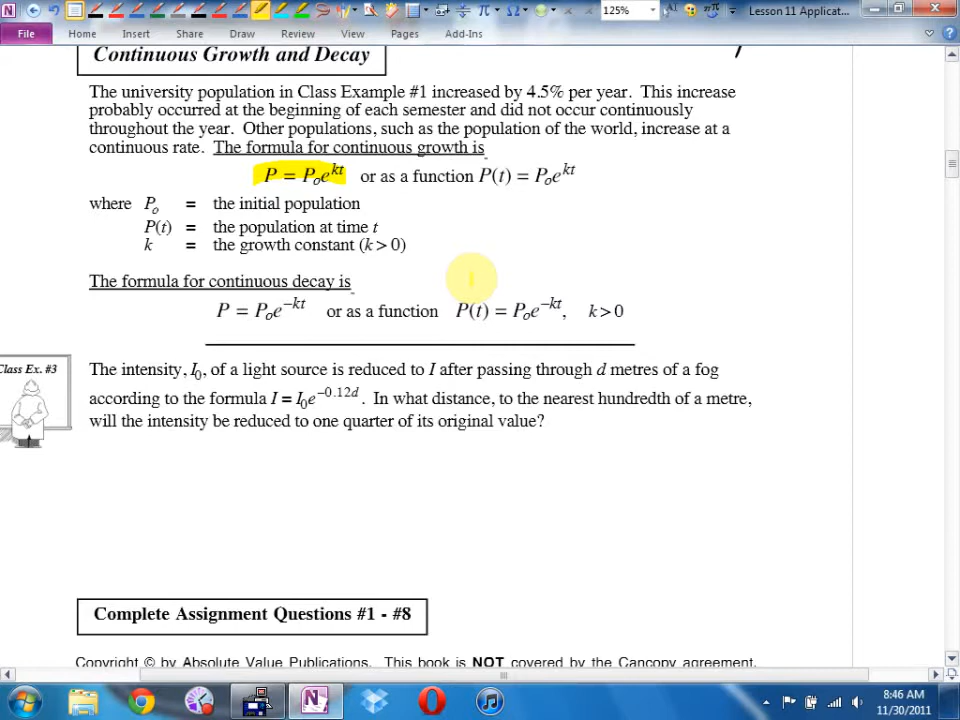 125%
Lesson 11 Applicat...
File Home Insert Share Draw Review View Pages Add-Ins
Continuous Growth and Decay
The university population in Class Example #1 increased by 4.5% per year. This increase
probably occurred at the beginning of each semester and did not occur continuously
throughout the year. Other populations, such as the population of the world, increase at a
continuous rate. The formula for continuous growth is
P = Pₒe^kt or as a function P(t) = Pₒe^kt
where Pₒ = the initial population
P(t) = the population at time t
k = the growth constant (k > 0)
The formula for continuous decay is
P = Pₒe^−kt or as a function P(t) = Pₒe^−kt, k > 0
Class Ex. #3
The intensity, I₀, of a light source is reduced to I after passing through d metres of a fog
according to the formula I = I₀e^−0.12d. In what distance, to the nearest hundredth of a metre,
will the intensity be reduced to one quarter of its original value?
Complete Assignment Questions #1 - #8
Copyright © by Absolute Value Publications. This book is NOT covered by the Cancopy agreement.
8:46 AM
11/30/2011